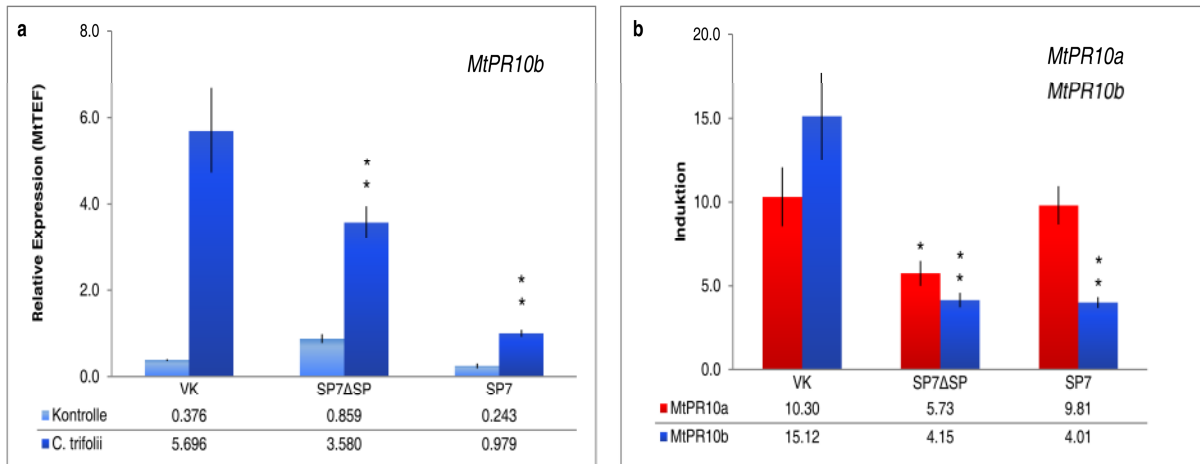 a
MtPR10b
Relative Expression (MtTEF)
8.0
6.0
4.0
2.0
0.0
*
*
*
*
VK SP7ΔSP SP7
Kontrolle 0.376 0.859 0.243
C. trifolii 5.696 3.580 0.979
b
MtPR10a
MtPR10b
Induktion
20.0
15.0
10.0
5.0
0.0
*
*
*
*
*
VK SP7ΔSP SP7
MtPR10a 10.30 5.73 9.81
MtPR10b 15.12 4.15 4.01